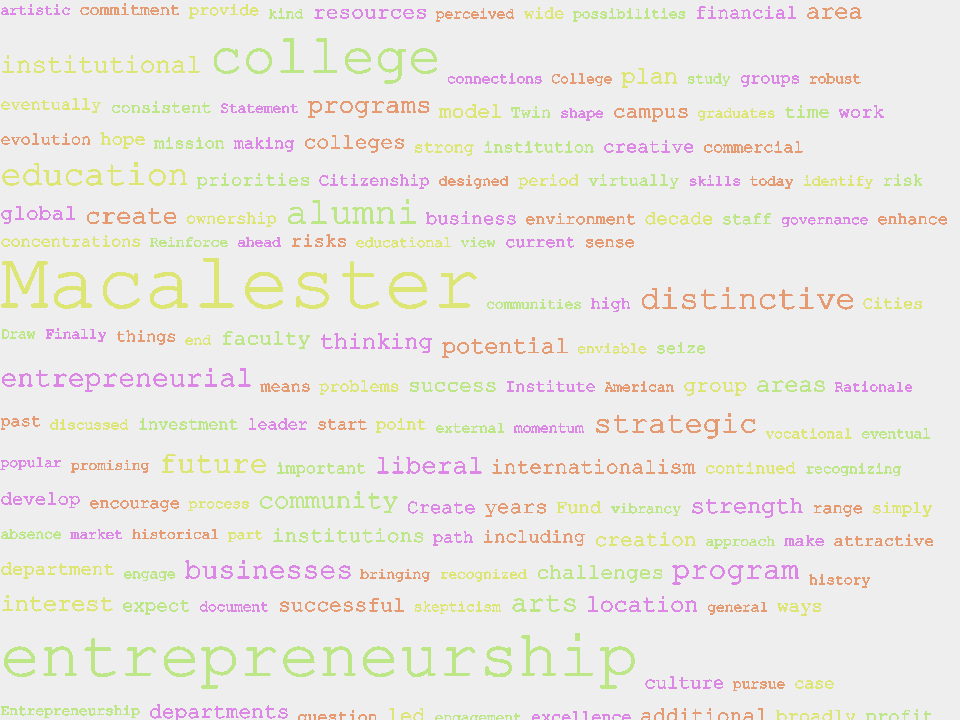 artistic commitment provide kind resources perceived wide possibilities financial area
institutional college connections College plan study groups robust
eventually consistent Statement programs model Twin shape campus graduates time work
evolution hope mission making colleges strong institution creative commercial
education priorities Citizenship designed period virtually skills today identify risk
global create ownership alumni business environment decade staff governance enhance
concentrations Reinforce ahead risks educational view current sense
Macalester communities high distinctive Cities
Draw Finally things end faculty thinking potential enviable seize
entrepreneurial means problems success Institute American group areas Rationale
past discussed investment leader start point external momentum strategic vocational eventual
popular promising future important liberal internationalism continued recognizing
develop encourage process community Create years Fund vibrancy strength range simply
absence market historical part institutions path including creation approach make attractive
department engage businesses bringing recognized challenges program history
interest expect document successful skepticism arts location general ways
entrepreneurship culture pursue case
Entrepreneurship departments question led engagement excellence additional broadly profit